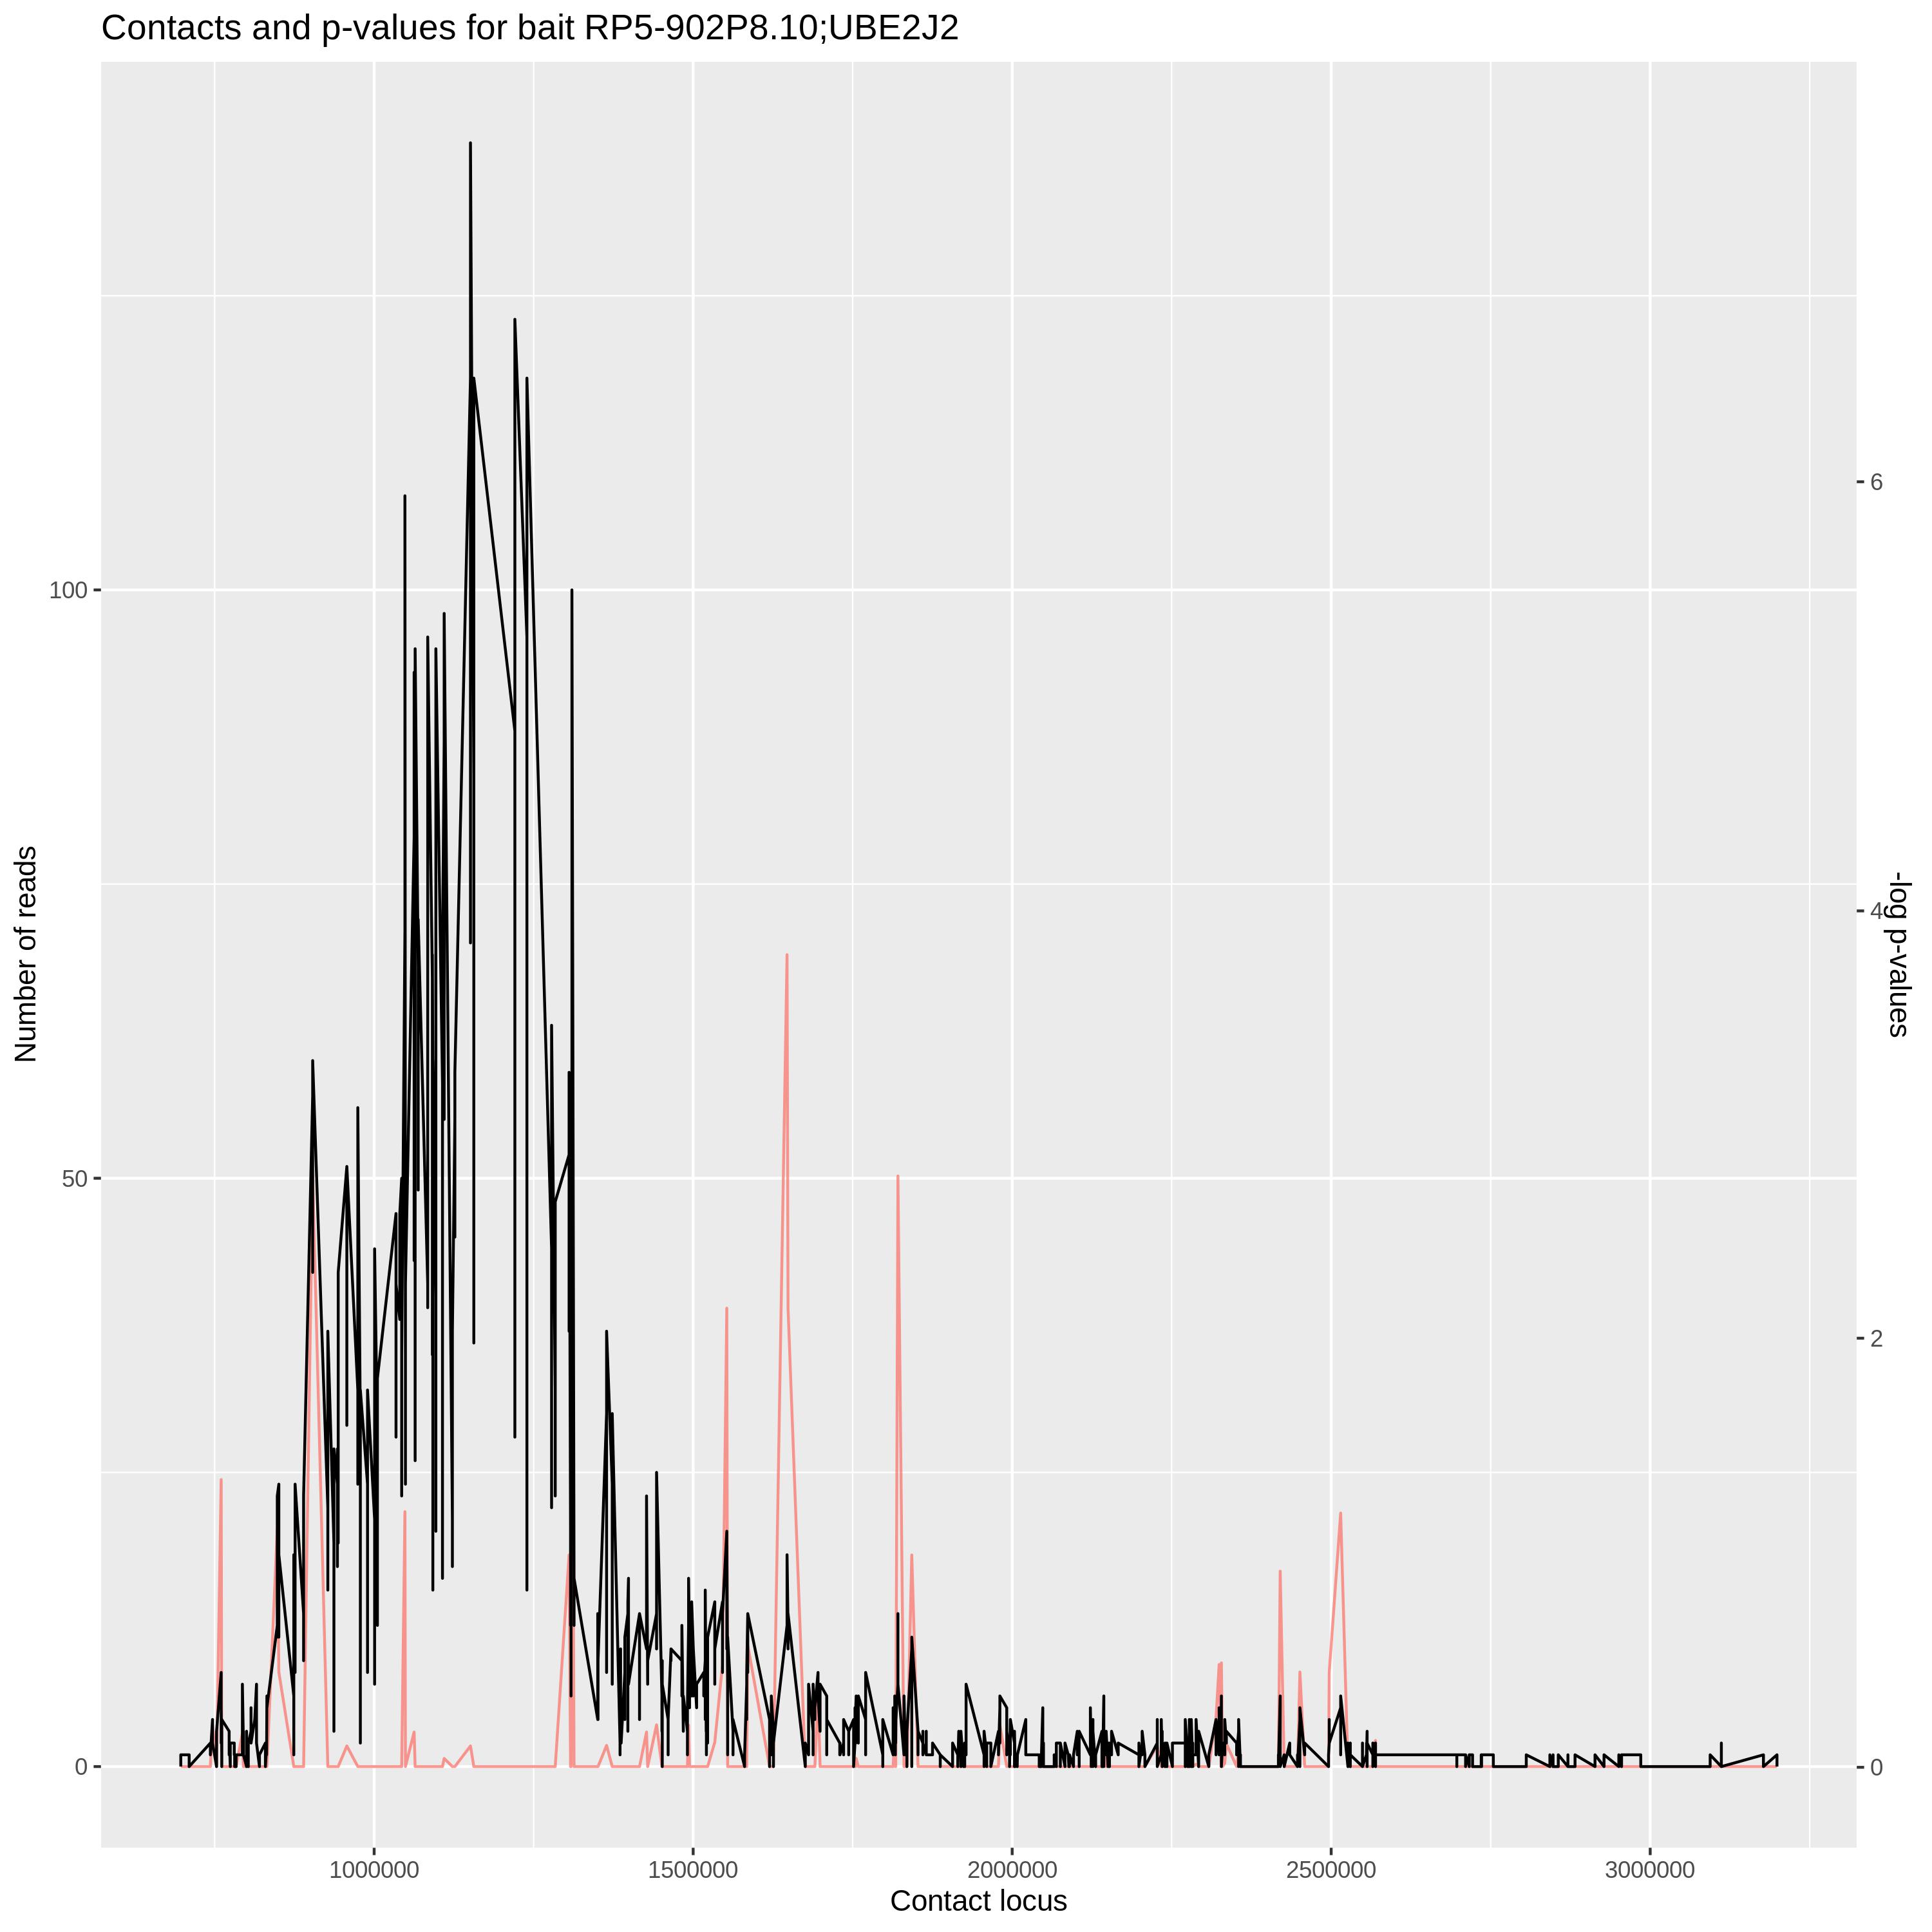 Contacts and p-values for bait RP5-902P8.10;UBE2J2
Number of reads
100
50
0
6
4
2
0
-log p-values
1000000 1500000 2000000 2500000 3000000
Contact locus